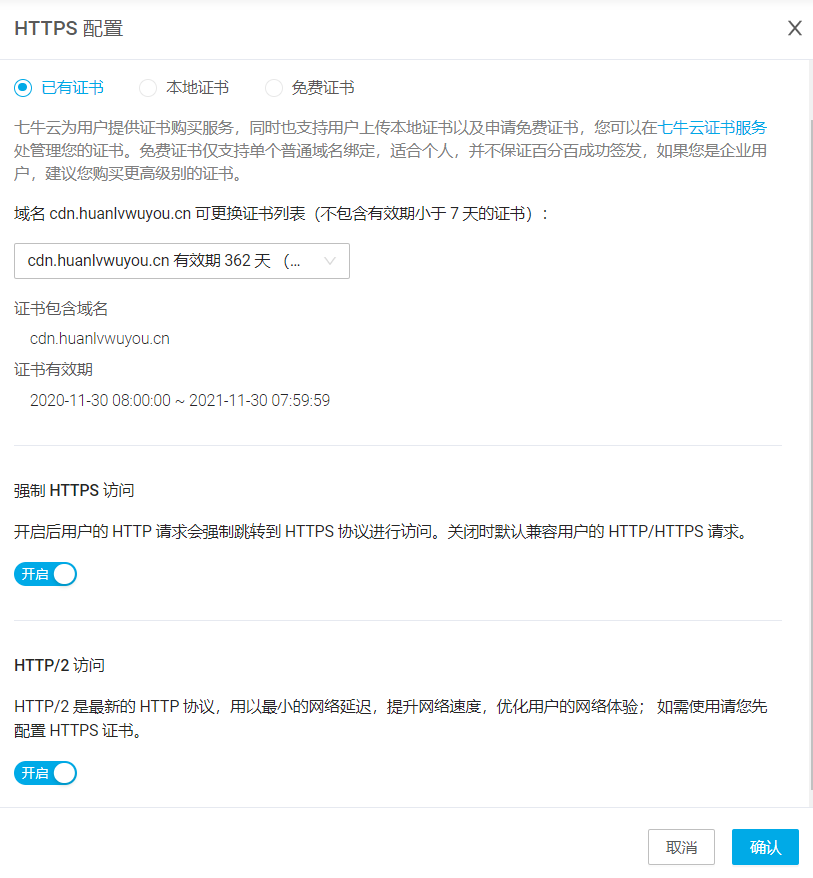 HTTPS 配置
已有证书 本地证书 免费证书
七牛云为用户提供证书购买服务，同时也支持用户上传本地证书以及申请免费证书，您可以在七牛云证书服务
处管理您的证书。免费证书仅支持单个普通域名绑定，适合个人，并不保证百分百成功签发，如果您是企业用
户，建议您购买更高级别的证书。
域名 cdn.huanlvwuyou.cn 可更换证书列表（不包含有效期小于 7 天的证书）：
cdn.huanlvwuyou.cn 有效期 362 天 （...
证书包含域名
cdn.huanlvwuyou.cn
证书有效期
2020-11-30 08:00:00 ~ 2021-11-30 07:59:59
强制 HTTPS 访问
开启后用户的 HTTP 请求会强制跳转到 HTTPS 协议进行访问。关闭时默认兼容用户的 HTTP/HTTPS 请求。
开启
HTTP/2 访问
HTTP/2 是最新的 HTTP 协议，用以最小的网络延迟，提升网络速度，优化用户的网络体验； 如需使用请您先
配置 HTTPS 证书。
开启
取消 确认